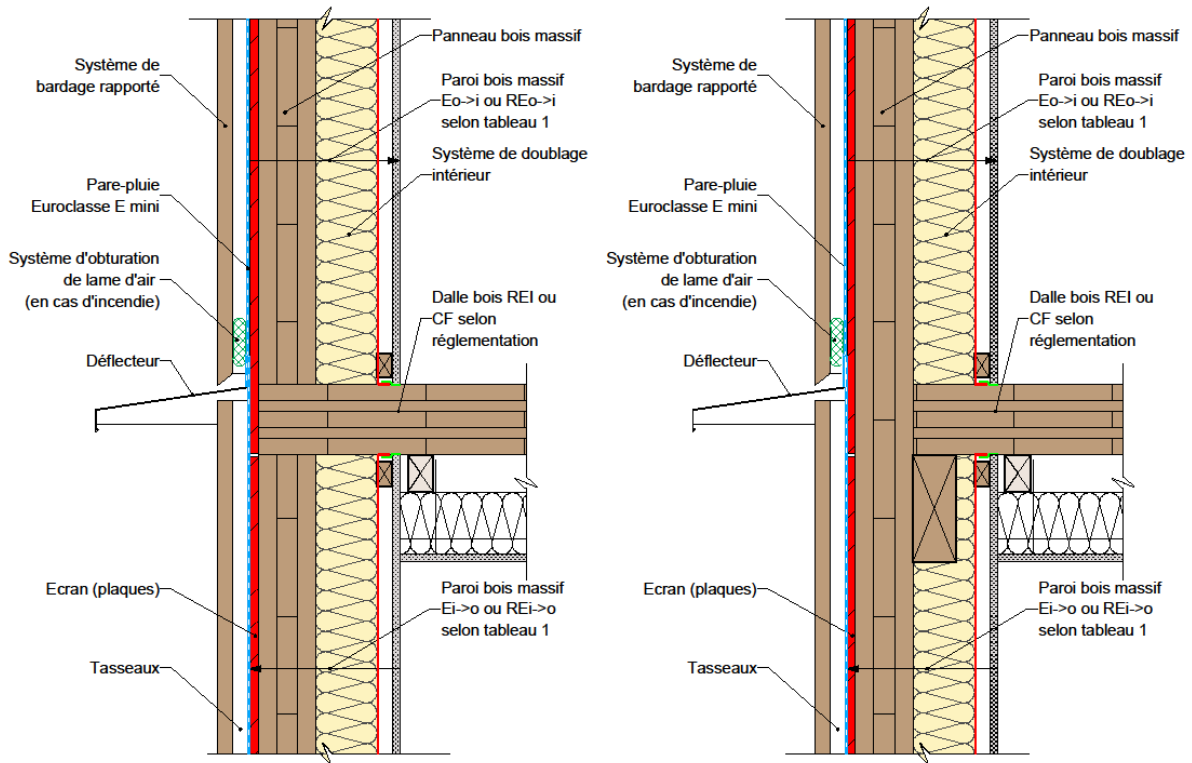 Système de
bardage rapporté
Pare-pluie
Euroclasse E mini
Système d'obturation
de lame d'air
(en cas d'incendie)
Déflecteur
Ecran (plaques)
Tasseaux
Panneau bois massif
Paroi bois massif
Eo->i ou REo->i
selon tableau 1
Système de doublage
intérieur
Dalle bois REI ou
CF selon
réglementation
Paroi bois massif
Ei->o ou REi->o
selon tableau 1
Système de
bardage rapporté
Pare-pluie
Euroclasse E mini
Système d'obturation
de lame d'air
(en cas d'incendie)
Déflecteur
Ecran (plaques)
Tasseaux
Panneau bois massif
Paroi bois massif
Eo->i ou REo->i
selon tableau 1
Système de doublage
intérieur
Dalle bois REI ou
CF selon
réglementation
Paroi bois massif
Ei->o ou REi->o
selon tableau 1